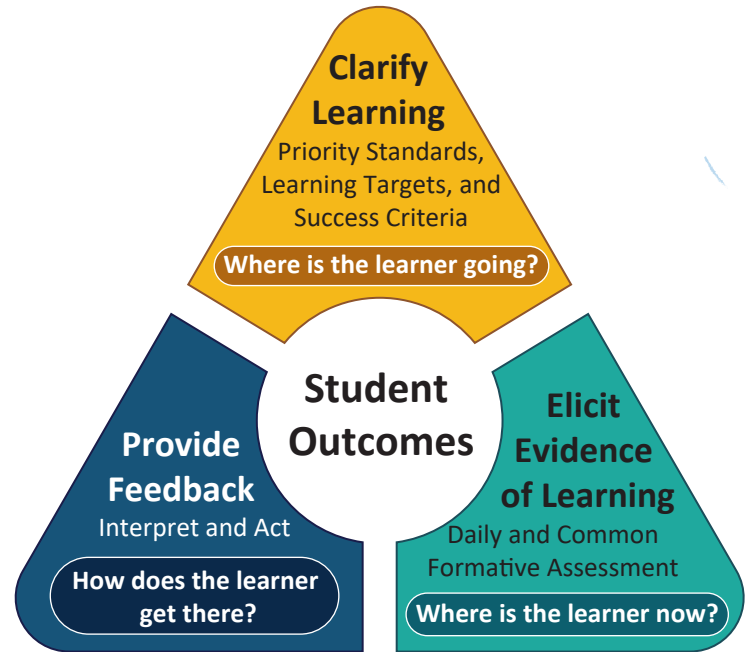 Clarify
Learning
Priority Standards,
Learning Targets, and
Success Criteria
Where is the learner going?
Student
Outcomes
Provide
Feedback
Interpret and Act
How does the learner
get there?
Elicit
Evidence
of Learning
Daily and Common
Formative Assessment
Where is the learner now?